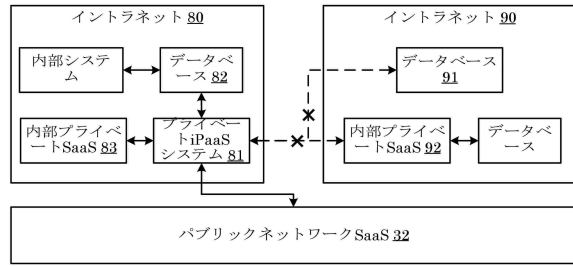 イントラネット 80
内部システ
ム
データベ
ース 82
内部プライベ
ートSaaS 83
プライベー
トiPaaS
システム 81
イントラネット 90
データベース
91
内部プライベ
ートSaaS 92
データベ
ース
パブリックネットワークSaaS 32